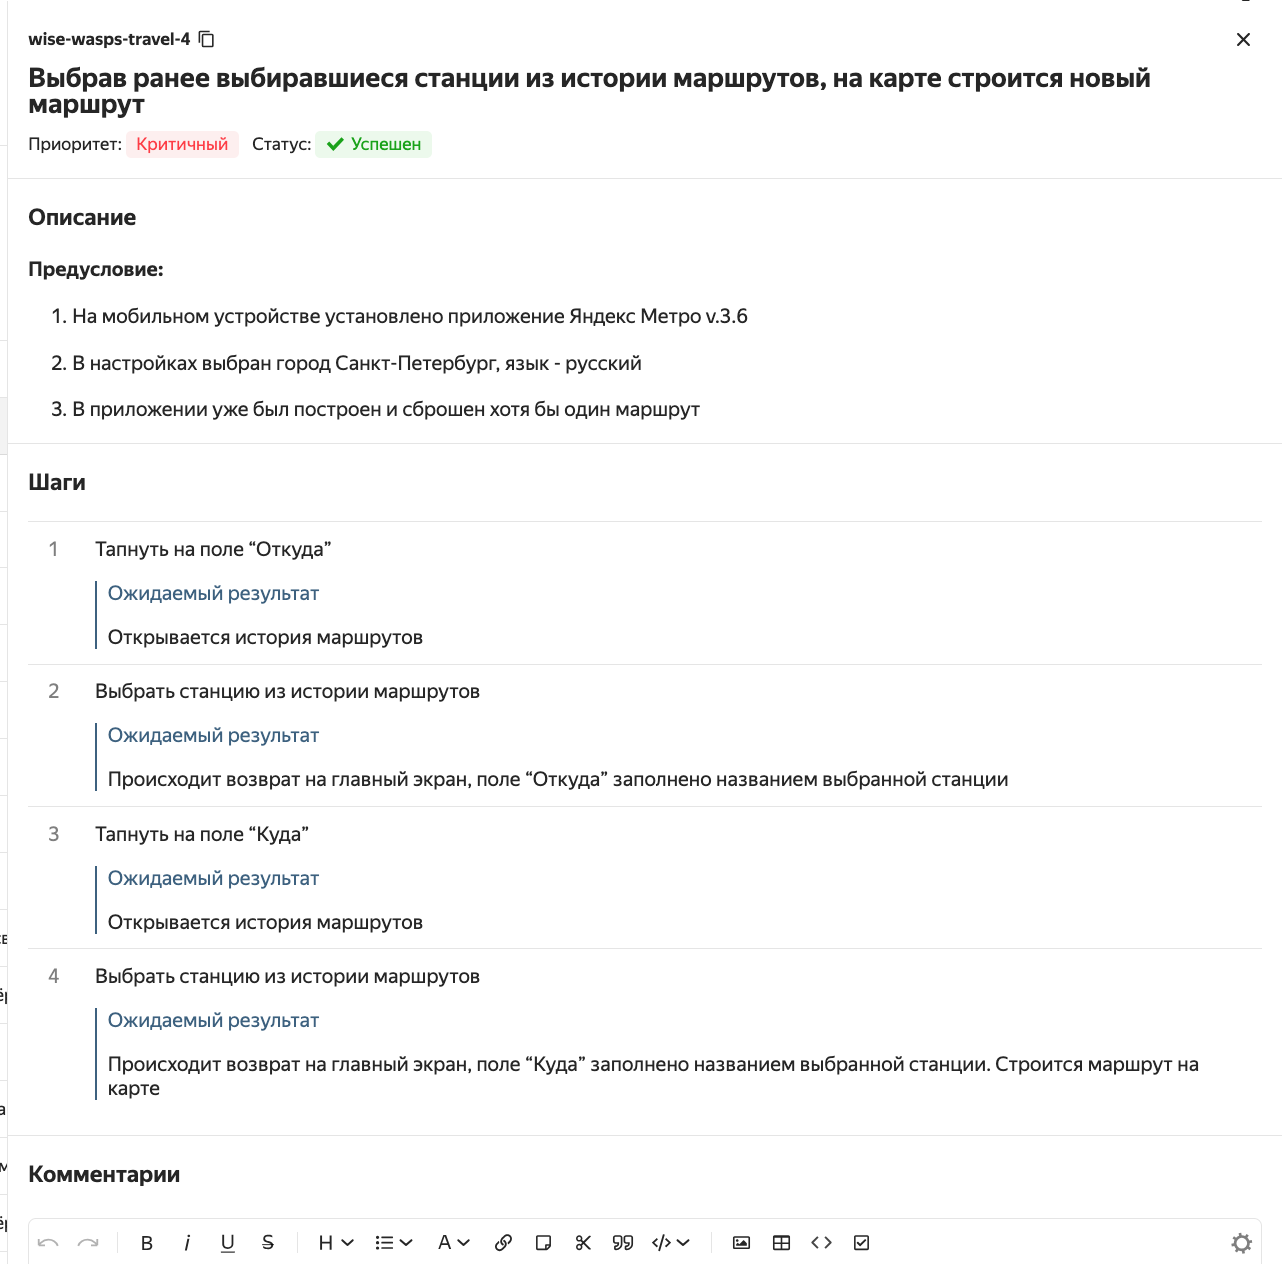 wise-wasps-travel-4
Выбрав ранее выбиравшиеся станции из истории маршрутов, на карте строится новый
маршрут
Приоритет: Критичный Статус: Успешен
Описание
Предусловие:
1. На мобильном устройстве установлено приложение Яндекс Метро v.3.6
2. В настройках выбран город Санкт-Петербург, язык - русский
3. В приложении уже был построен и сброшен хотя бы один маршрут
Шаги
1 Тапнуть на поле “Откуда”
Ожидаемый результат
Открывается история маршрутов
2 Выбрать станцию из истории маршрутов
Ожидаемый результат
Происходит возврат на главный экран, поле “Откуда” заполнено названием выбранной станции
3 Тапнуть на поле “Куда”
Ожидаемый результат
Открывается история маршрутов
4 Выбрать станцию из истории маршрутов
Ожидаемый результат
Происходит возврат на главный экран, поле “Куда” заполнено названием выбранной станции. Строится маршрут на
карте
Комментарии
B i U S H A